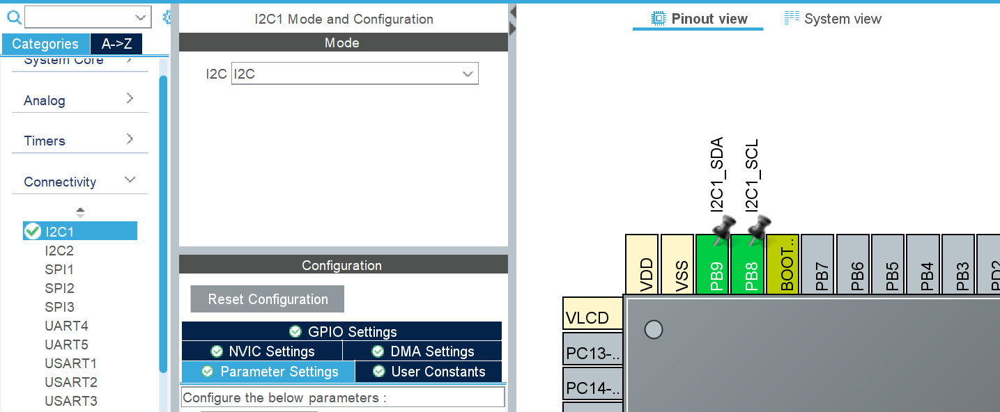 Categories
A->Z
System Core
Analog
Timers
Connectivity
I2C1
I2C2
SPI1
SPI2
SPI3
UART4
UART5
USART1
USART2
USART3
I2C1 Mode and Configuration
Mode
I2C I2C
Configuration
Reset Configuration
GPIO Settings
NVIC Settings
DMA Settings
Parameter Settings
User Constants
Configure the below parameters :
Pinout view
System view
I2C1_SDA
I2C1_SCL
VDD
VSS
PB9
PB8
BOOT..
PB7
PB6
PB5
PB4
PB3
PD2
VLCD
PC13-..
PC14-..